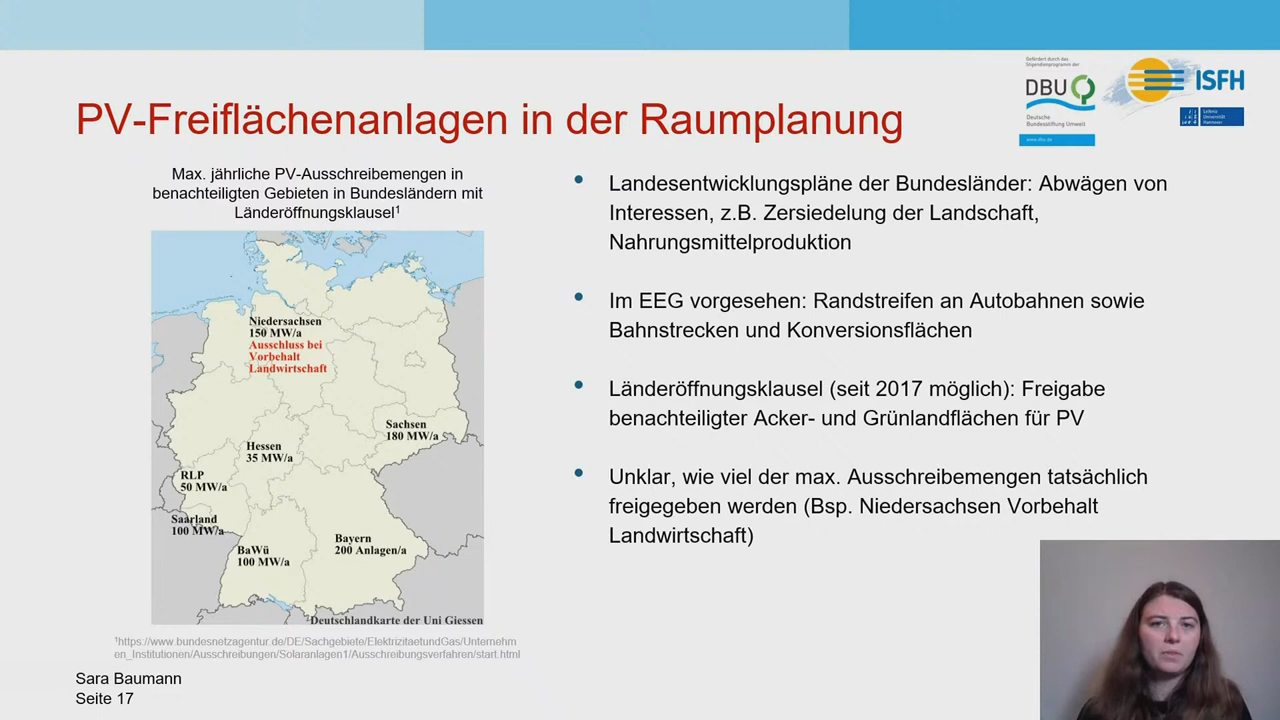 Gefördert durch das
Stipendienprogramm der
DBU
Deutsche
Bundesstiftung Umwelt
www.dbu.de
ISFH
Leibniz
Universität
Hannover
PV-Freiflächenanlagen in der Raumplanung
Max. jährliche PV-Ausschreibemengen in
benachteiligten Gebieten in Bundesländern mit
Länderöffnungsklausel¹
Niedersachsen
150 MW/a
Ausschluss bei
Vorbehalt
Landwirtschaft
Sachsen
180 MW/a
Hessen
35 MW/a
RLP
50 MW/a
Saarland
100 MW/a
BaWü
100 MW/a
Bayern
200 Anlagen/a
Deutschlandkarte der Uni Giessen
¹https://www.bundesnetzagentur.de/DE/Sachgebiete/ElektrizitaetundGas/Unternehm
en_Institutionen/Ausschreibungen/Solaranlagen1/Ausschreibungsverfahren/start.html
• Landesentwicklungspläne der Bundesländer: Abwägen von
Interessen, z.B. Zersiedelung der Landschaft,
Nahrungsmittelproduktion
• Im EEG vorgesehen: Randstreifen an Autobahnen sowie
Bahnstrecken und Konversionsflächen
• Länderöffnungsklausel (seit 2017 möglich): Freigabe
benachteiligter Acker- und Grünlandflächen für PV
• Unklar, wie viel der max. Ausschreibemengen tatsächlich
freigegeben werden (Bsp. Niedersachsen Vorbehalt
Landwirtschaft)
Sara Baumann
Seite 17